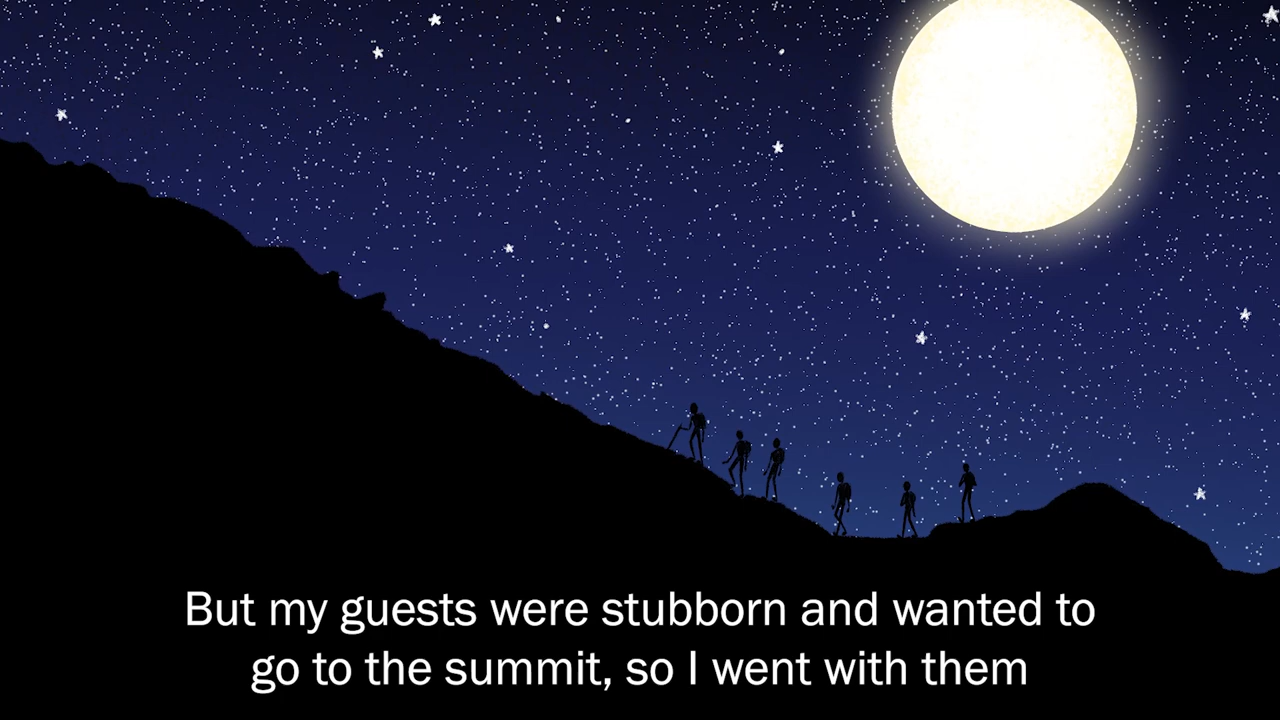 But my guests were stubborn and wanted to
go to the summit, so I went with them